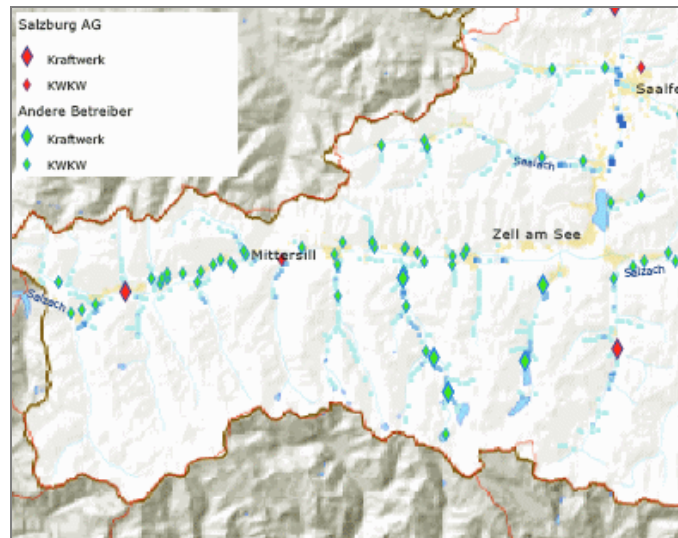 Salzburg AG
Kraftwerk
KWKW
Andere Betreiber
Kraftwerk
KWKW
Saalfe
Saalach
Zell am See
Mittersill
Salzach
Salzach